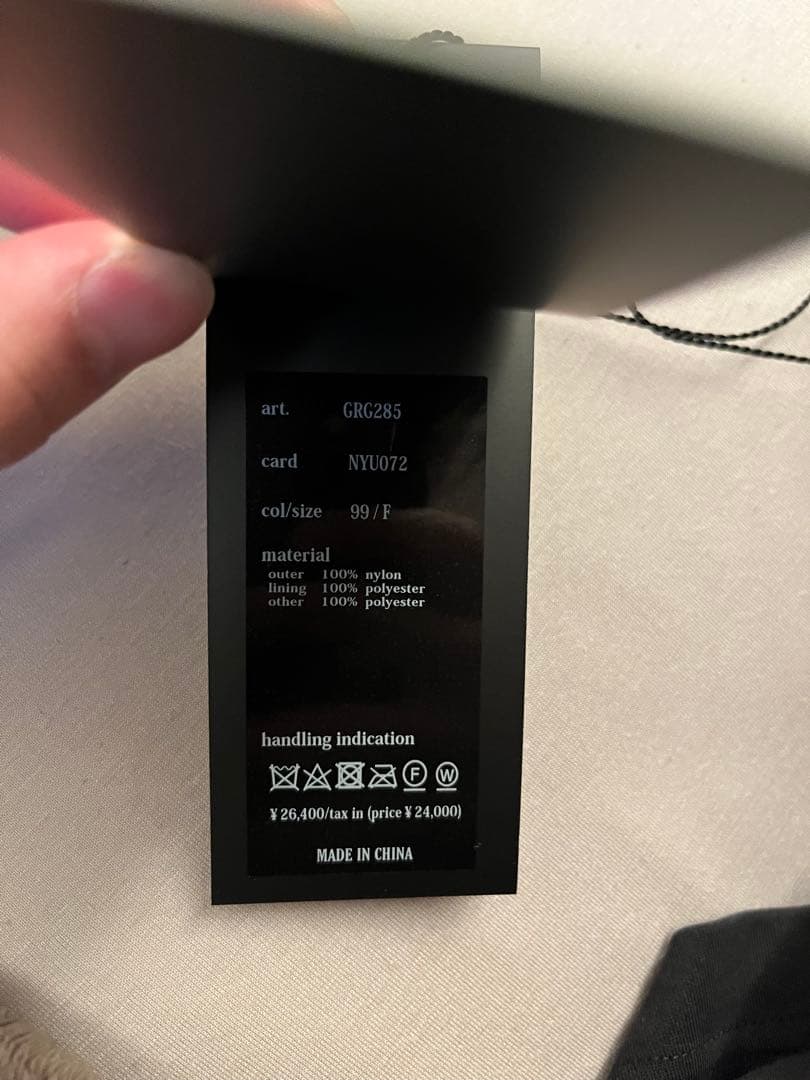 art. GRG285
card NYU072
col/size 99/F
material
outer 100% nylon
lining 100% polyester
other 100% polyester
handling indication
F W
¥26,400/tax in (price ¥24,000)
MADE IN CHINA